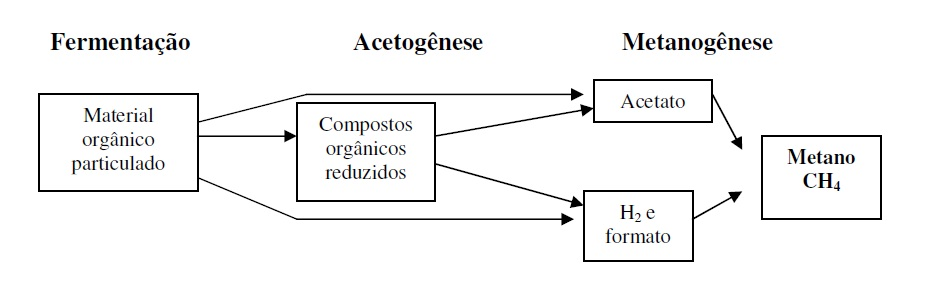 Fermentação
Acetogênese
Metanogênese
Material
orgânico
particulado
Compostos
orgânicos
reduzidos
Acetato
H₂ e
formato
Metano
CH₄